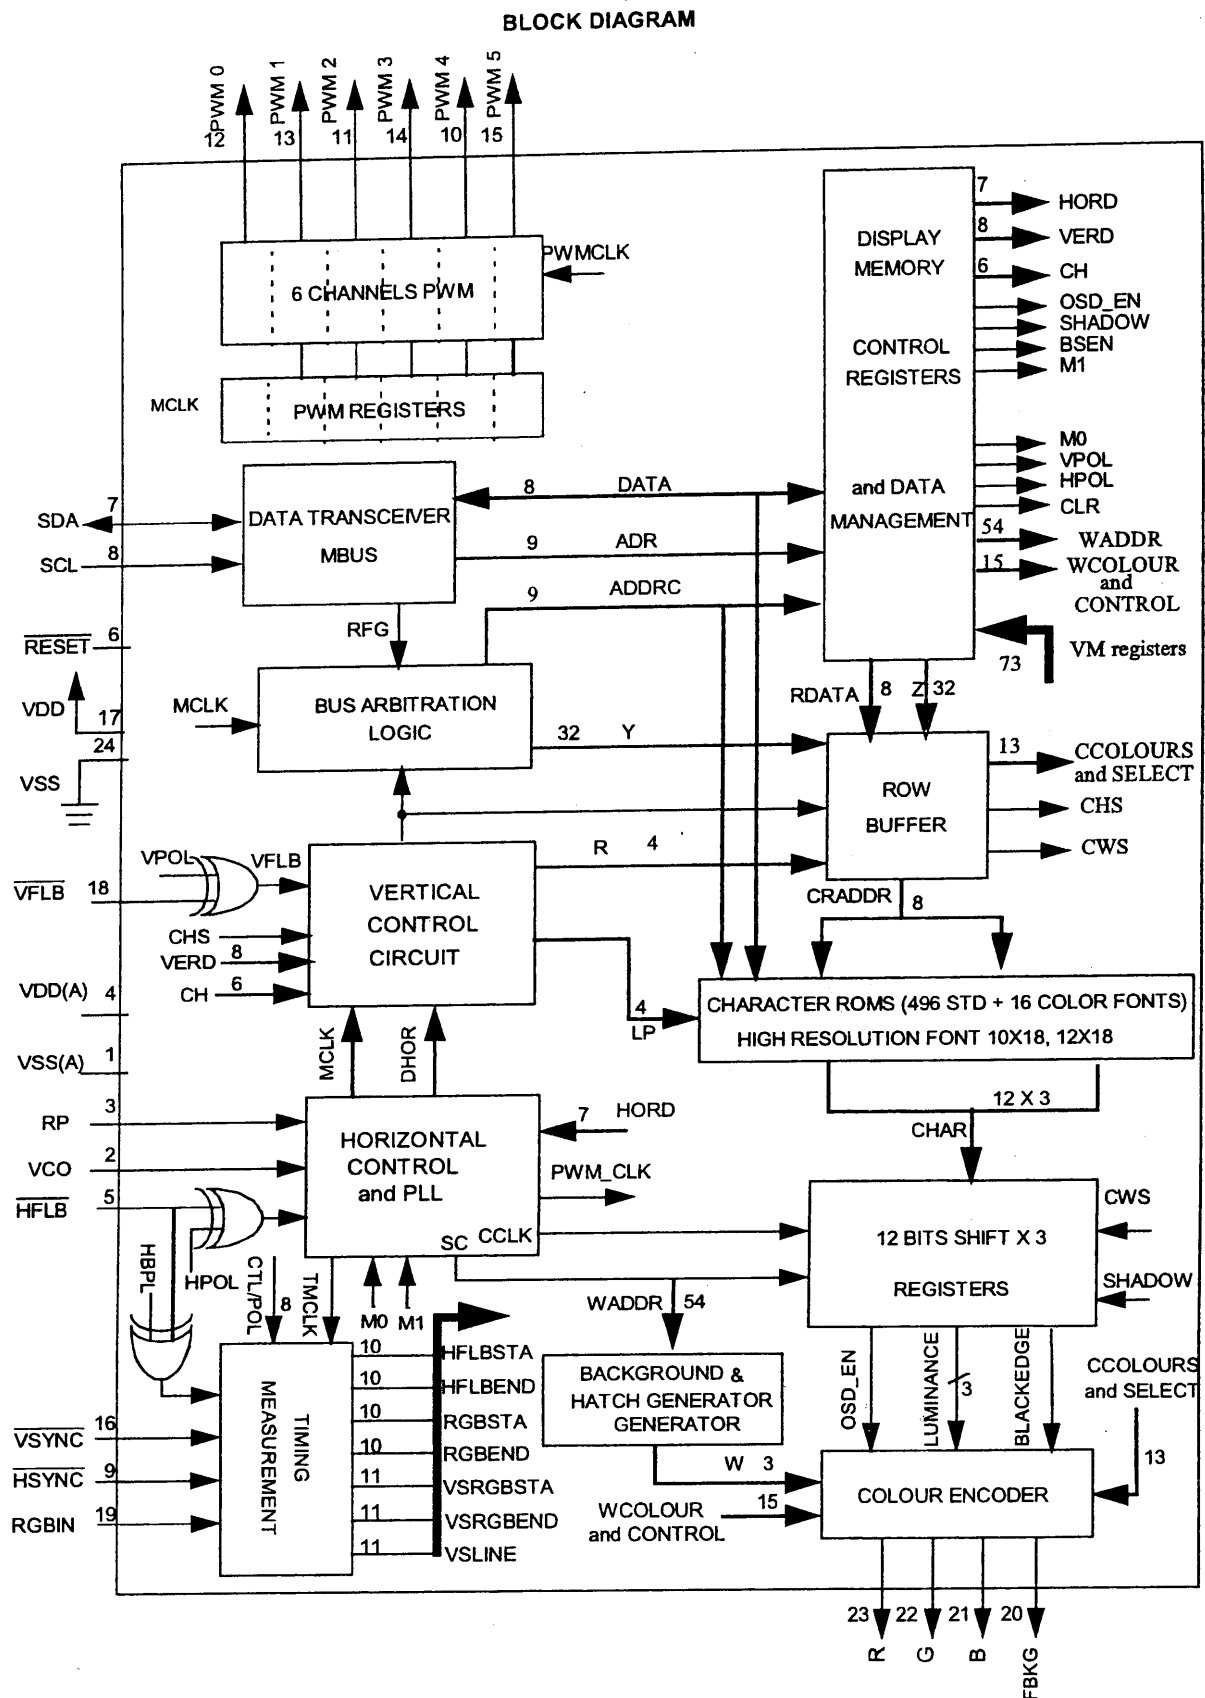 BLOCK DIAGRAM
PWM 0
PWM 1
PWM 2
PWM 3
PWM 4
PWM 5
12
13
11
14
10
15
6 CHANNELS PWM
PWMCLK
MCLK
PWM REGISTERS
DISPLAY
MEMORY
CONTROL
REGISTERS
and DATA
MANAGEMENT
7
HORD
8
VERD
6
CH
OSD_EN
SHADOW
BSEN
M1
M0
VPOL
HPOL
CLR
54
WADDR
15
WCOLOUR
and
CONTROL
73
VM registers
SDA
7
SCL
8
DATA TRANSCEIVER
MBUS
8
DATA
9
ADR
9
ADDRC
RFG
RESET
6
VDD
17
24
VSS
MCLK
BUS ARBITRATION
LOGIC
32
Y
RDATA
8
Z
32
ROW
BUFFER
13
CCOLOURS
and SELECT
CHS
CWS
VPOL
VFLB
VFLB
18
CHS
VERD
8
CH
6
VERTICAL
CONTROL
CIRCUIT
R
4
CRADDR
8
VDD(A)
4
VSS(A)
1
4
LP
CHARACTER ROMS (496 STD + 16 COLOR FONTS)
HIGH RESOLUTION FONT 10X18, 12X18
MCLK
DHOR
12 X 3
CHAR
RP
3
VCO
2
HFLB
5
HORIZONTAL
CONTROL
and PLL
7
HORD
PWM_CLK
SC
CCLK
12 BITS SHIFT X 3
REGISTERS
CWS
SHADOW
HBPL
HPOL
CTL/POL
8
TMCLK
M0
M1
WADDR
54
BACKGROUND &
HATCH GENERATOR
GENERATOR
OSD_EN
LUMINANCE
3
BLACKEDGE
CCOLOURS
and SELECT
13
VSYNC
16
HSYNC
9
RGBIN
19
TIMING
MEASUREMENT
10
HFLBSTA
10
HFLBEND
10
RGBSTA
10
RGBEND
11
VSRGBSTA
11
VSRGBEND
11
VSLINE
W
3
WCOLOUR
and CONTROL
15
COLOUR ENCODER
23
22
21
20
R
G
B
FBKG